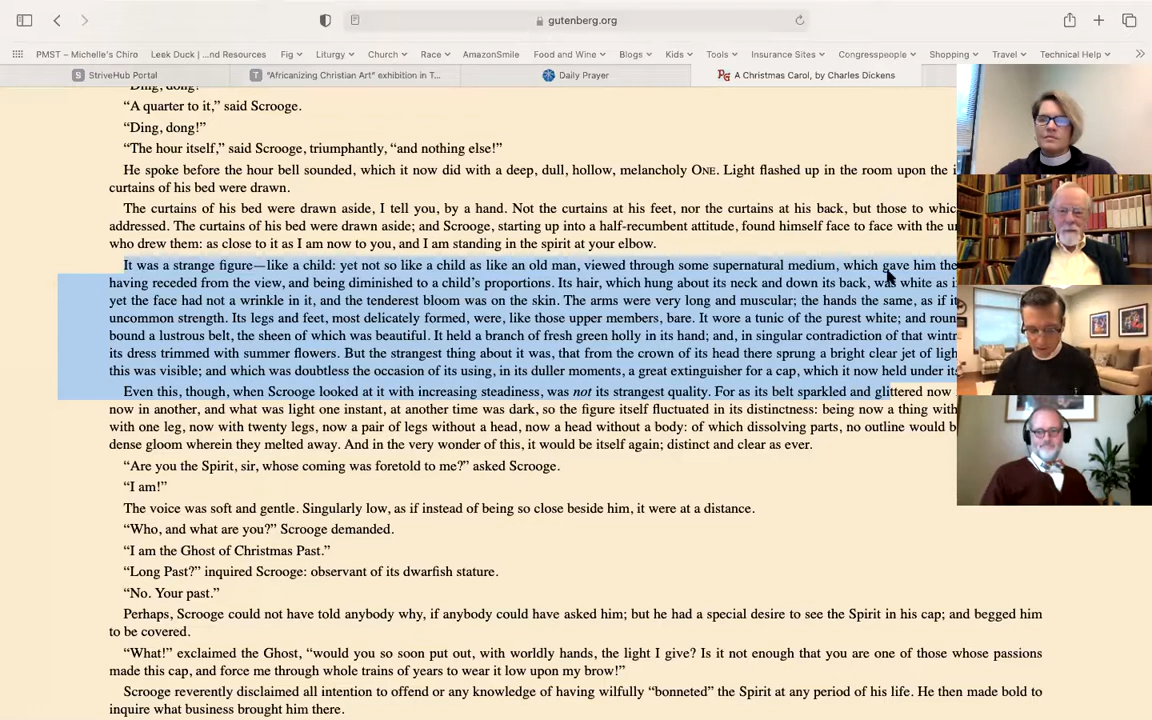 gutenberg.org
PMST – Michelle's Chiro Leek Duck | ...nd Resources Fig Liturgy Church Race AmazonSmile Food and Wine Blogs Kids Tools Insurance Sites Congresspeople Shopping Travel Technical Help
S StriveHub Portal T "Africanizing Christian Art" exhibition in T... Daily Prayer Pg A Christmas Carol, by Charles Dickens
"Ding, dong!"
“A quarter to it,” said Scrooge.
“Ding, dong!”
“The hour itself,” said Scrooge, triumphantly, “and nothing else!”
He spoke before the hour bell sounded, which it now did with a deep, dull, hollow, melancholy ONE. Light flashed up in the room upon the
curtains of his bed were drawn.
The curtains of his bed were drawn aside, I tell you, by a hand. Not the curtains at his feet, nor the curtains at his back, but those to
addressed. The curtains of his bed were drawn aside; and Scrooge, starting up into a half-recumbent attitude, found himself face to face with the
who drew them: as close to it as I am now to you, and I am standing in the spirit at your elbow.
It was a strange figure—like a child: yet not so like a child as like an old man, viewed through some supernatural medium, which gave him
having receded from the view, and being diminished to a child’s proportions. Its hair, which hung about its neck and down its back, was white as
yet the face had not a wrinkle in it, and the tenderest bloom was on the skin. The arms were very long and muscular; the hands the same, as if
uncommon strength. Its legs and feet, most delicately formed, were, like those upper members, bare. It wore a tunic of the purest white; and
bound a lustrous belt, the sheen of which was beautiful. It held a branch of fresh green holly in its hand; and, in singular contradiction of that
its dress trimmed with summer flowers. But the strangest thing about it was, that from the crown of its head there sprung a bright clear jet of
this was visible; and which was doubtless the occasion of its using, in its duller moments, a great extinguisher for a cap, which it now held under
Even this, though, when Scrooge looked at it with increasing steadiness, was not its strangest quality. For as its belt sparkled and glittered now
now in another, and what was light one instant, at another time was dark, so the figure itself fluctuated in its distinctness: being now a thing with
with one leg, now with twenty legs, now a pair of legs without a head, now a head without a body: of which dissolving parts, no outline would
dense gloom wherein they melted away. And in the very wonder of this, it would be itself again; distinct and clear as ever.
“Are you the Spirit, sir, whose coming was foretold to me?” asked Scrooge.
“I am!”
The voice was soft and gentle. Singularly low, as if instead of being so close beside him, it were at a distance.
“Who, and what are you?” Scrooge demanded.
“I am the Ghost of Christmas Past.”
“Long Past?” inquired Scrooge: observant of its dwarfish stature.
“No. Your past.”
Perhaps, Scrooge could not have told anybody why, if anybody could have asked him; but he had a special desire to see the Spirit in his cap; and begged him
to be covered.
“What!” exclaimed the Ghost, “would you so soon put out, with worldly hands, the light I give? Is it not enough that you are one of those whose passions
made this cap, and force me through whole trains of years to wear it low upon my brow!”
Scrooge reverently disclaimed all intention to offend or any knowledge of having wilfully “bonneted” the Spirit at any period of his life. He then made bold to
inquire what business brought him there.